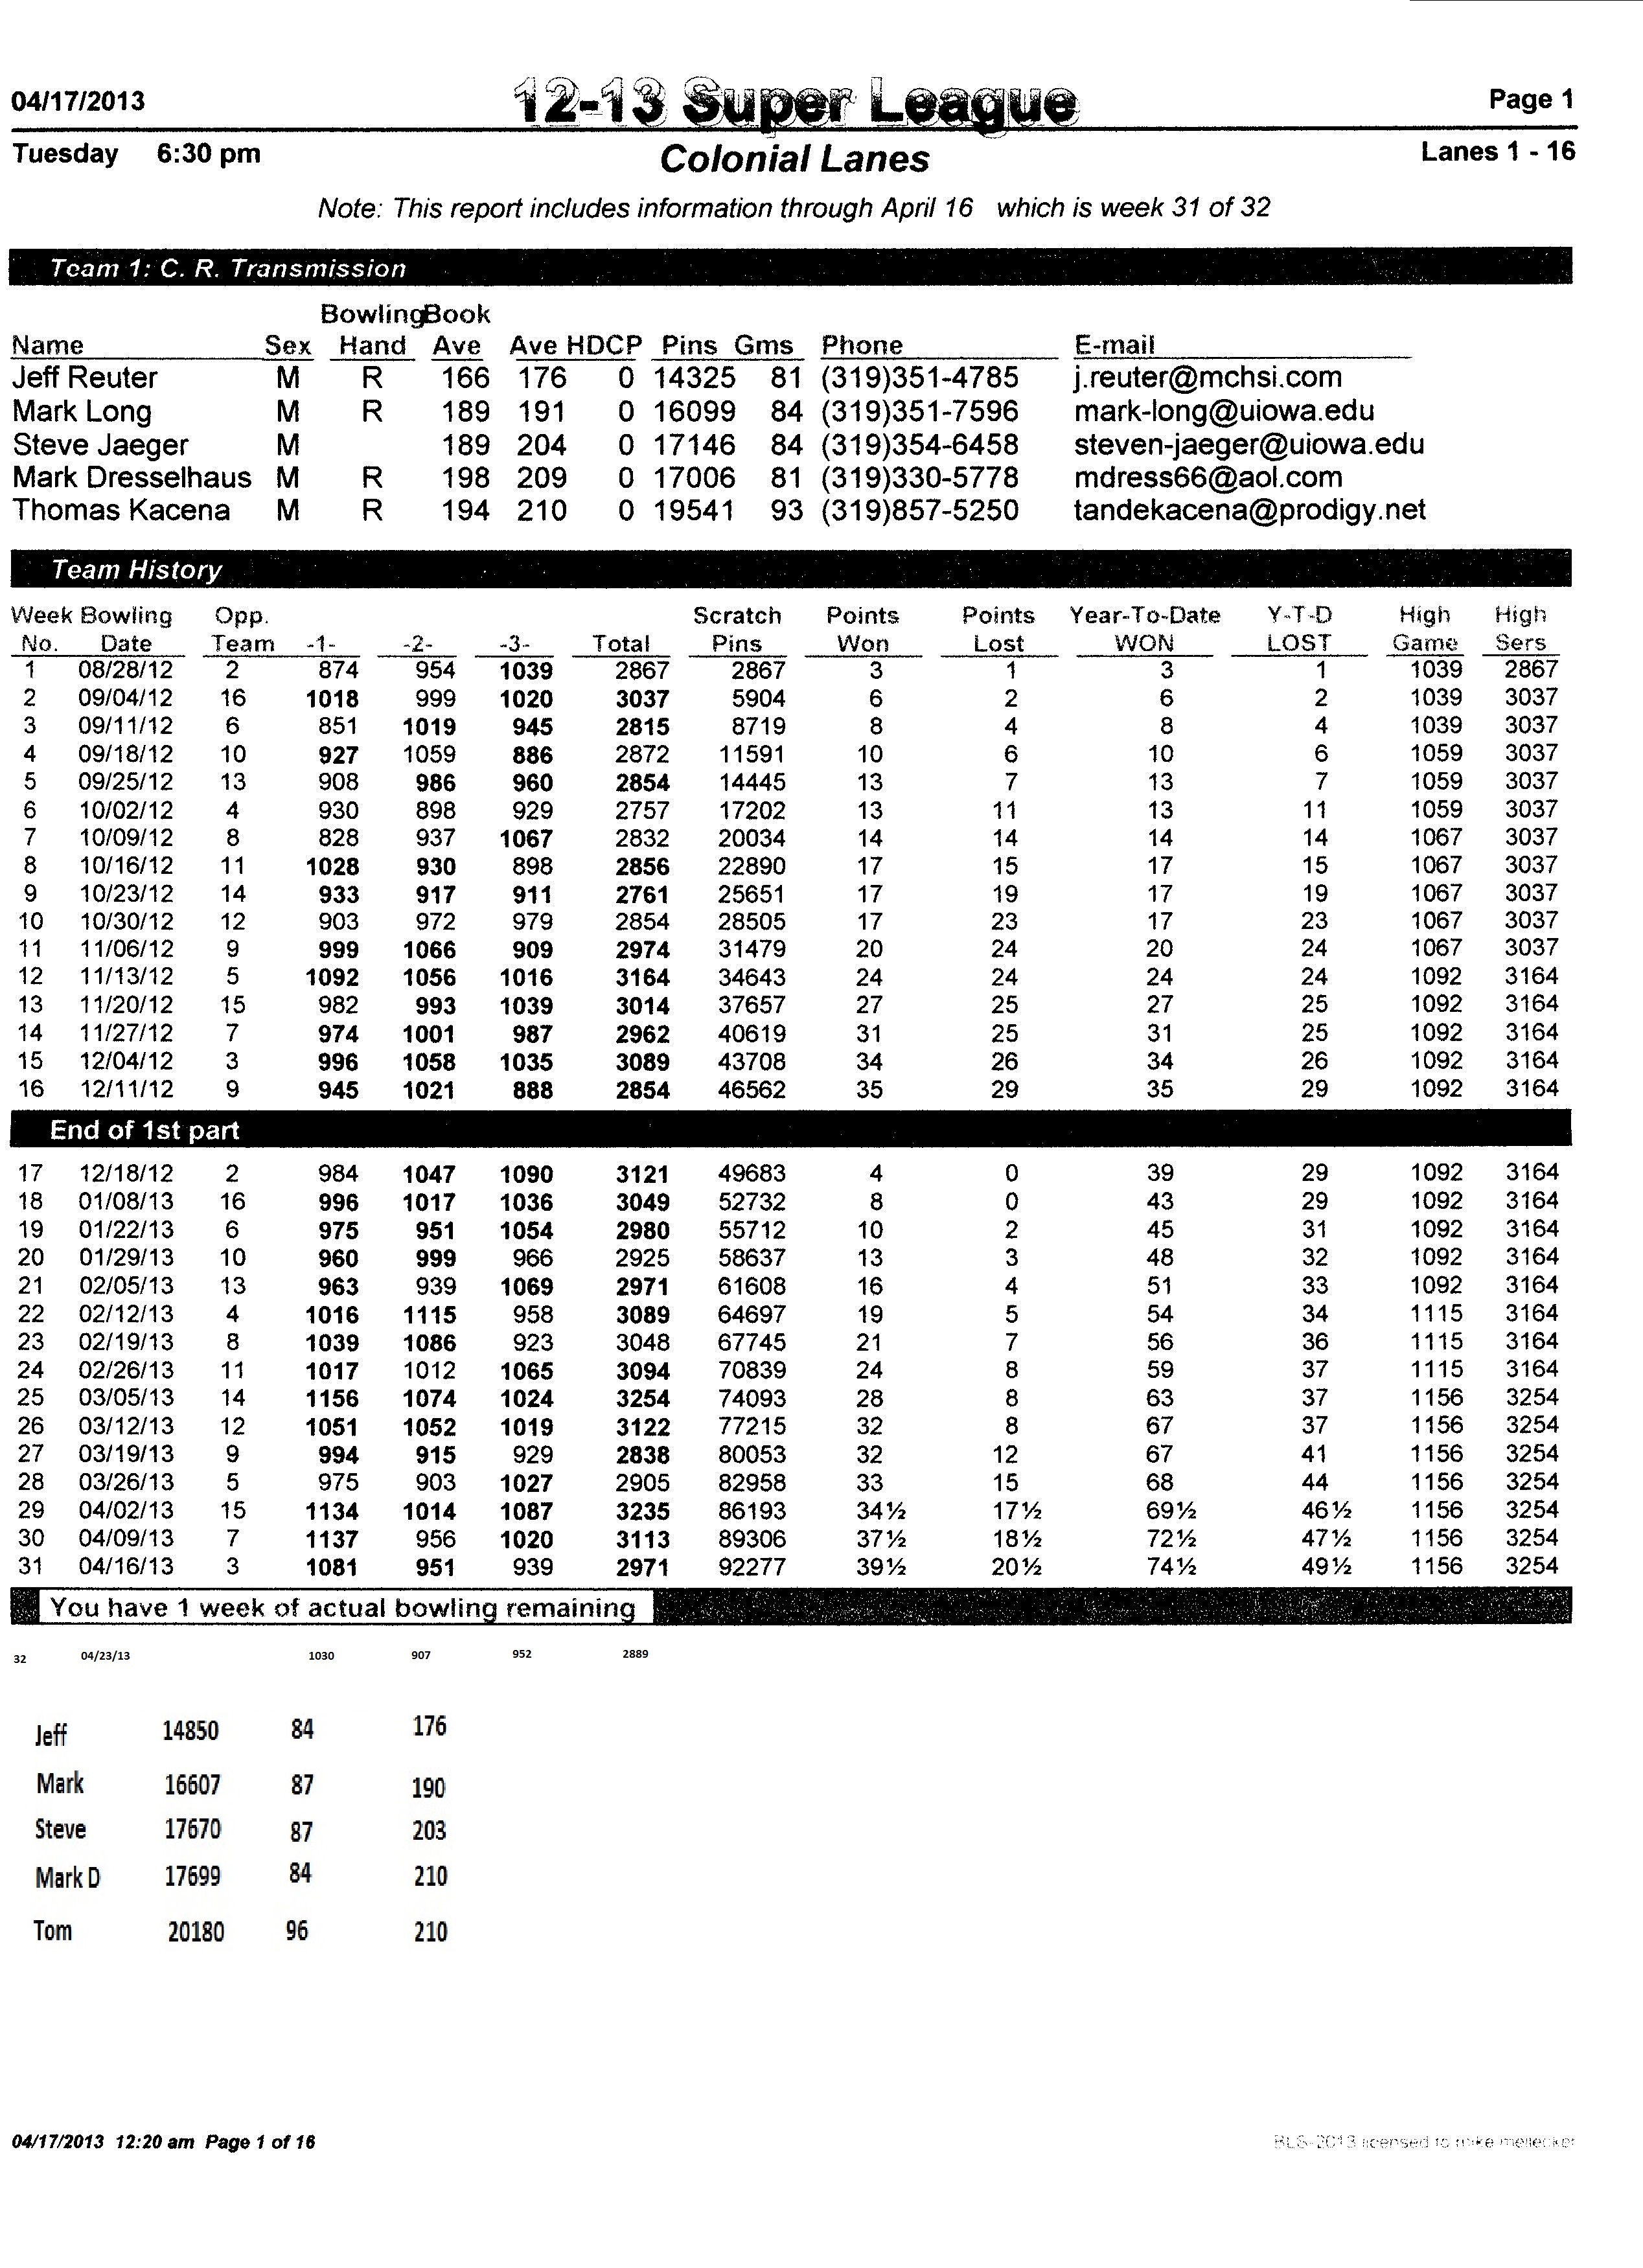 04/17/2013 12-13 Super League Page 1
Tuesday 6:30 pm Colonial Lanes Lanes 1 - 16
Note: This report includes information through April 16 which is week 31 of 32
Team 1: C. R. Transmission
Bowling Book
Name Sex Hand Ave Ave HDCP Pins Gms Phone E-mail
Jeff Reuter M R 166 176 0 14325 81 (319)351-4785 j.reuter@mchsi.com
Mark Long M R 189 191 0 16099 84 (319)351-7596 mark-long@uiowa.edu
Steve Jaeger M 189 204 0 17146 84 (319)354-6458 steven-jaeger@uiowa.edu
Mark Dresselhaus M R 198 209 0 17006 81 (319)330-5778 mdress66@aol.com
Thomas Kacena M R 194 210 0 19541 93 (319)857-5250 tandekacena@prodigy.net
Team History
Week Bowling Opp. Scratch Points Points Year-To-Date Y-T-D High High
No. Date Team -1- -2- -3- Total Pins Won Lost WON LOST Game Sers
1 08/28/12 2 874 954 1039 2867 2867 3 1 3 1 1039 2867
2 09/04/12 16 1018 999 1020 3037 5904 6 2 6 2 1039 3037
3 09/11/12 6 851 1019 945 2815 8719 8 4 8 4 1039 3037
4 09/18/12 10 927 1059 886 2872 11591 10 6 10 6 1059 3037
5 09/25/12 13 908 986 960 2854 14445 13 7 13 7 1059 3037
6 10/02/12 4 930 898 929 2757 17202 13 11 13 11 1059 3037
7 10/09/12 8 828 937 1067 2832 20034 14 14 14 14 1067 3037
8 10/16/12 11 1028 930 898 2856 22890 17 15 17 15 1067 3037
9 10/23/12 14 933 917 911 2761 25651 17 19 17 19 1067 3037
10 10/30/12 12 903 972 979 2854 28505 17 23 17 23 1067 3037
11 11/06/12 9 999 1066 909 2974 31479 20 24 20 24 1067 3037
12 11/13/12 5 1092 1056 1016 3164 34643 24 24 24 24 1092 3164
13 11/20/12 15 982 993 1039 3014 37657 27 25 27 25 1092 3164
14 11/27/12 7 974 1001 987 2962 40619 31 25 31 25 1092 3164
15 12/04/12 3 996 1058 1035 3089 43708 34 26 34 26 1092 3164
16 12/11/12 9 945 1021 888 2854 46562 35 29 35 29 1092 3164
End of 1st part
17 12/18/12 2 984 1047 1090 3121 49683 4 0 39 29 1092 3164
18 01/08/13 16 996 1017 1036 3049 52732 8 0 43 29 1092 3164
19 01/22/13 6 975 951 1054 2980 55712 10 2 45 31 1092 3164
20 01/29/13 10 960 999 966 2925 58637 13 3 48 32 1092 3164
21 02/05/13 13 963 939 1069 2971 61608 16 4 51 33 1092 3164
22 02/12/13 4 1016 1115 958 3089 64697 19 5 54 34 1115 3164
23 02/19/13 8 1039 1086 923 3048 67745 21 7 56 36 1115 3164
24 02/26/13 11 1017 1012 1065 3094 70839 24 8 59 37 1115 3164
25 03/05/13 14 1156 1074 1024 3254 74093 28 8 63 37 1156 3254
26 03/12/13 12 1051 1052 1019 3122 77215 32 8 67 37 1156 3254
27 03/19/13 9 994 915 929 2838 80053 32 12 67 41 1156 3254
28 03/26/13 5 975 903 1027 2905 82958 33 15 68 44 1156 3254
29 04/02/13 15 1134 1014 1087 3235 86193 34½ 17½ 69½ 46½ 1156 3254
30 04/09/13 7 1137 956 1020 3113 89306 37½ 18½ 72½ 47½ 1156 3254
31 04/16/13 3 1081 951 939 2971 92277 39½ 20½ 74½ 49½ 1156 3254
You have 1 week of actual bowling remaining
32 04/23/13 1030 907 952 2889
Jeff 14850 84 176
Mark 16607 87 190
Steve 17670 87 203
Mark D 17699 84 210
Tom 20180 96 210
04/17/2013 12:20 am Page 1 of 16 BLS-2013 licensed to mike mellecker